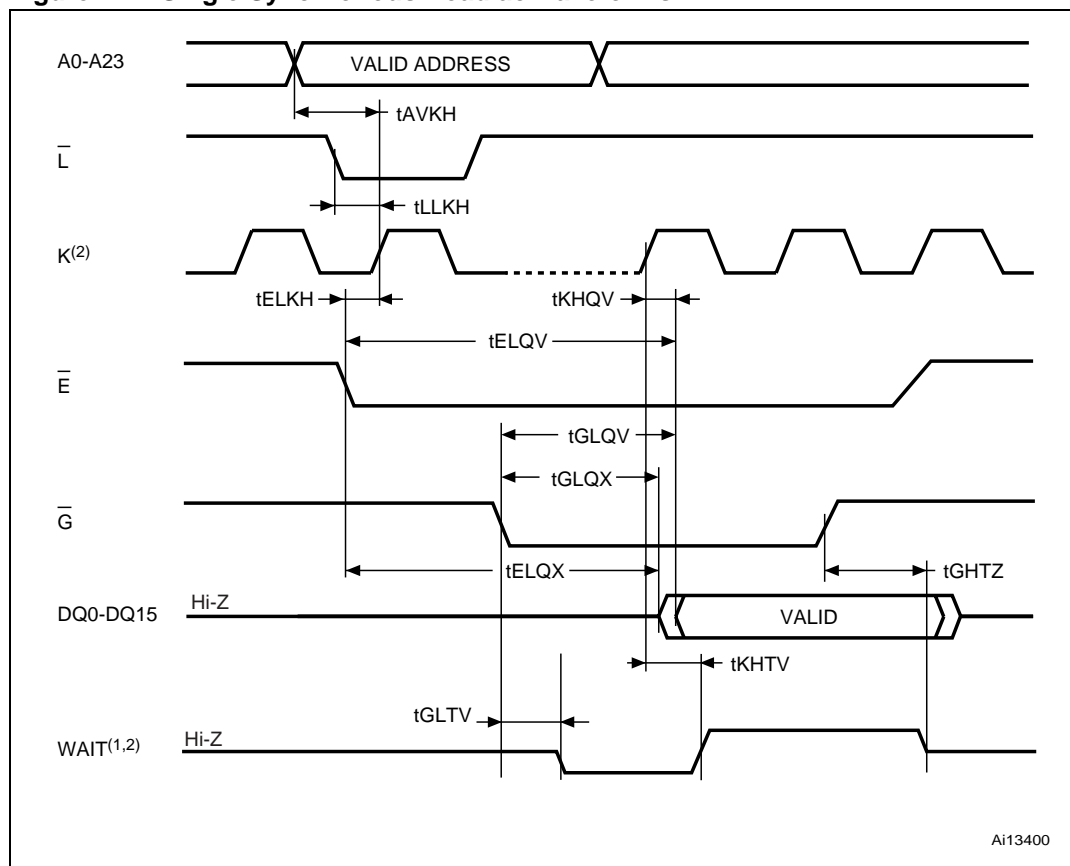 A0-A23
VALID ADDRESS
tAVKH
L
tLLKH
K(2)
tELKH
tKHQV
tELQV
E
tGLQV
tGLQX
G
tELQX
tGHTZ
Hi-Z
DQ0-DQ15
VALID
tKHTV
tGLTV
Hi-Z
WAIT(1,2)
Ai13400